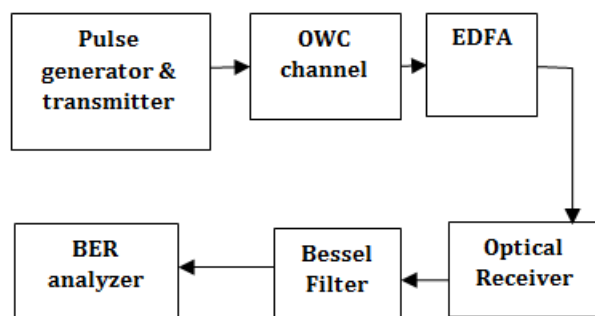 Pulse
generator &
transmitter
OWC
channel
EDFA
Optical
Receiver
Bessel
Filter
BER
analyzer